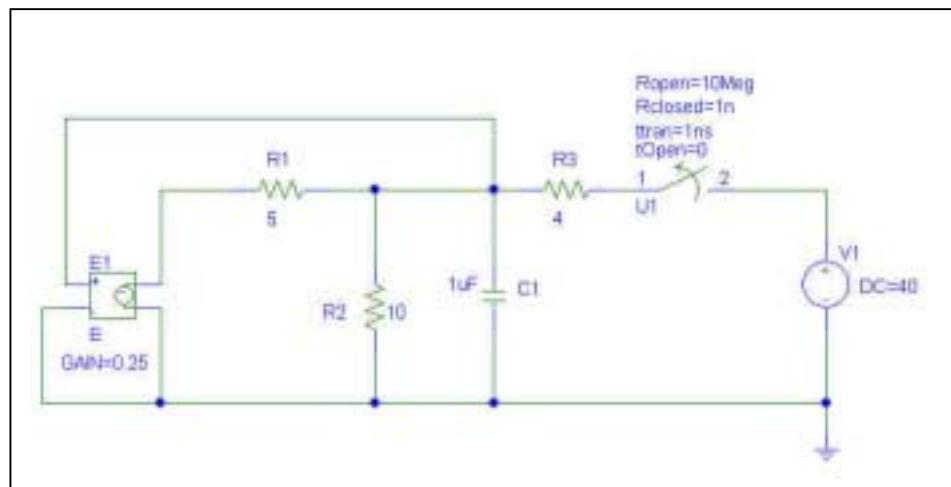 Ropen=10Meg
Rclosed=1n
ttran=1ns
tOpen=0
R1
R3
1
2
5
4
U1
E1
V1
1uF
C1
DC=40
R2
10
E
GAIN=0.25